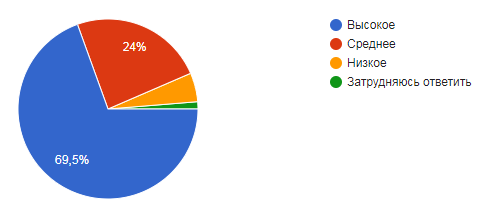 Высокое
Среднее
Низкое
Затрудняюсь ответить
24%
69,5%